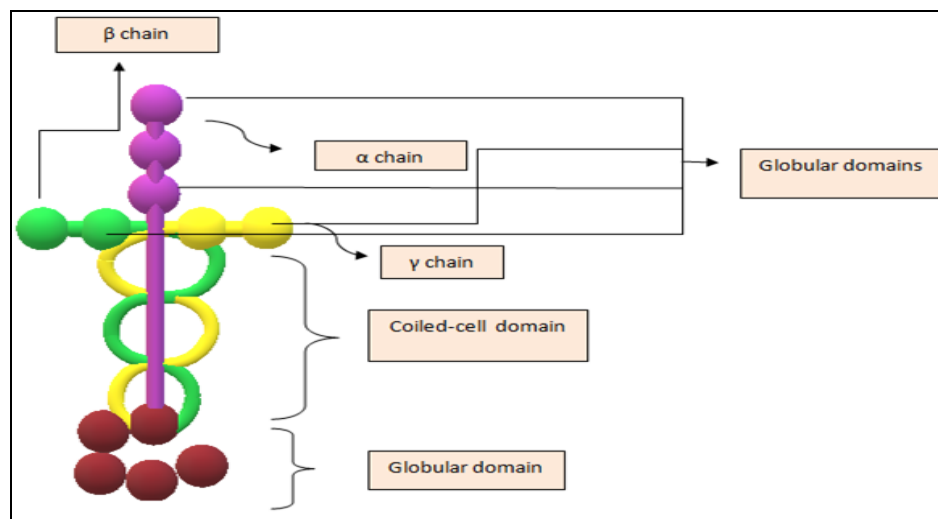 β chain
α chain
Globular domains
γ chain
Coiled-cell domain
Globular domain